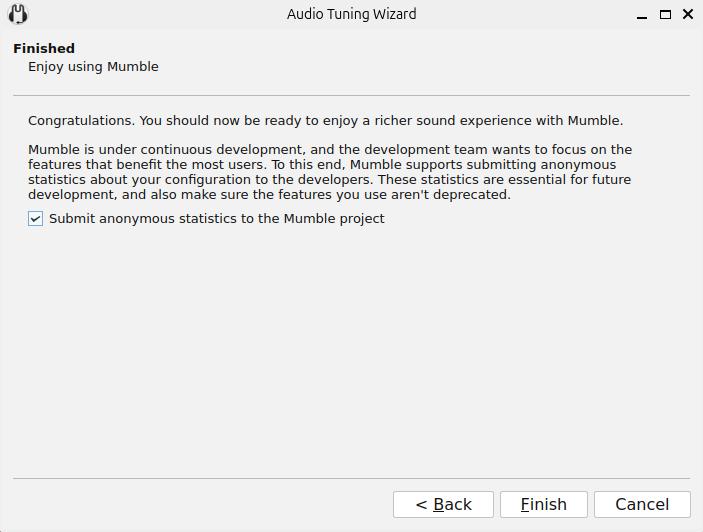 Audio Tuning Wizard
Finished
Enjoy using Mumble
Congratulations. You should now be ready to enjoy a richer sound experience with Mumble.
Mumble is under continuous development, and the development team wants to focus on the
features that benefit the most users. To this end, Mumble supports submitting anonymous
statistics about your configuration to the developers. These statistics are essential for future
development, and also make sure the features you use aren't deprecated.
Submit anonymous statistics to the Mumble project
< Back
Finish
Cancel